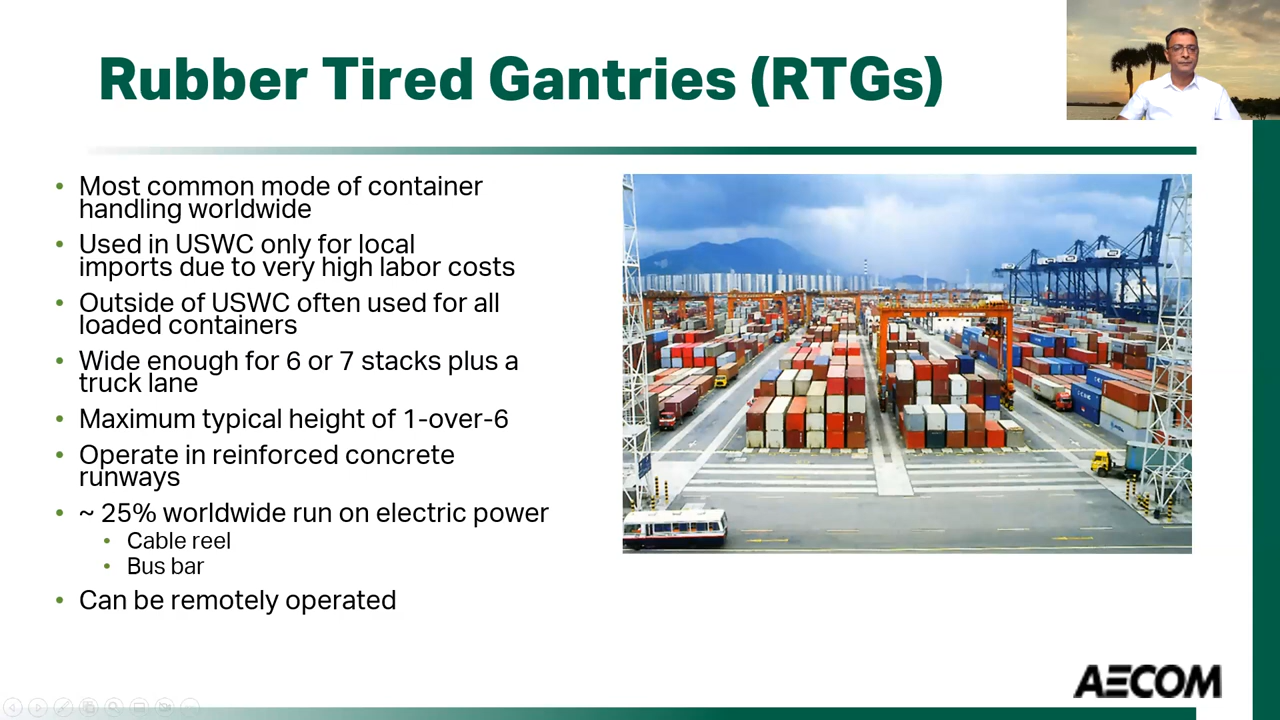 Rubber Tired Gantries (RTGs)
• Most common mode of container
handling worldwide
• Used in USWC only for local
imports due to very high labor costs
• Outside of USWC often used for all
loaded containers
• Wide enough for 6 or 7 stacks plus a
truck lane
• Maximum typical height of 1-over-6
• Operate in reinforced concrete
runways
• ~ 25% worldwide run on electric power
• Cable reel
• Bus bar
• Can be remotely operated
AECOM